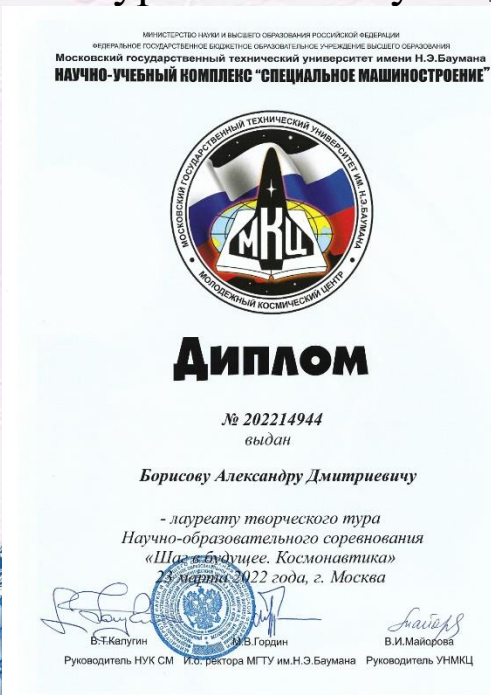 МИНИСТЕРСТВО НАУКИ И ВЫСШЕГО ОБРАЗОВАНИЯ РОССИЙСКОЙ ФЕДЕРАЦИИ
ФЕДЕРАЛЬНОЕ ГОСУДАРСТВЕННОЕ БЮДЖЕТНОЕ ОБРАЗОВАТЕЛЬНОЕ УЧРЕЖДЕНИЕ ВЫСШЕГО ОБРАЗОВАНИЯ
Московский государственный технический университет имени Н.Э.Баумана
НАУЧНО-УЧЕБНЫЙ КОМПЛЕКС “СПЕЦИАЛЬНОЕ МАШИНОСТРОЕНИЕ”
МОСКОВСКИЙ ГОСУДАРСТВЕННЫЙ ТЕХНИЧЕСКИЙ УНИВЕРСИТЕТ ИМ. Н.Э.БАУМАНА
МКЦ
МОЛОДЕЖНЫЙ КОСМИЧЕСКИЙ ЦЕНТР
Диплом
№ 202214944
выдан
Борисову Александру Дмитриевичу
- лауреату творческого тура
Научно-образовательного соревнования
«Шаг в будущее. Космонавтика»
23 марта 2022 года, г. Москва
В.Т.Калугин М.В.Гордин В.И.Майорова
Руководитель НУК СМ И.о. ректора МГТУ им.Н.Э.Баумана Руководитель УНМКЦ